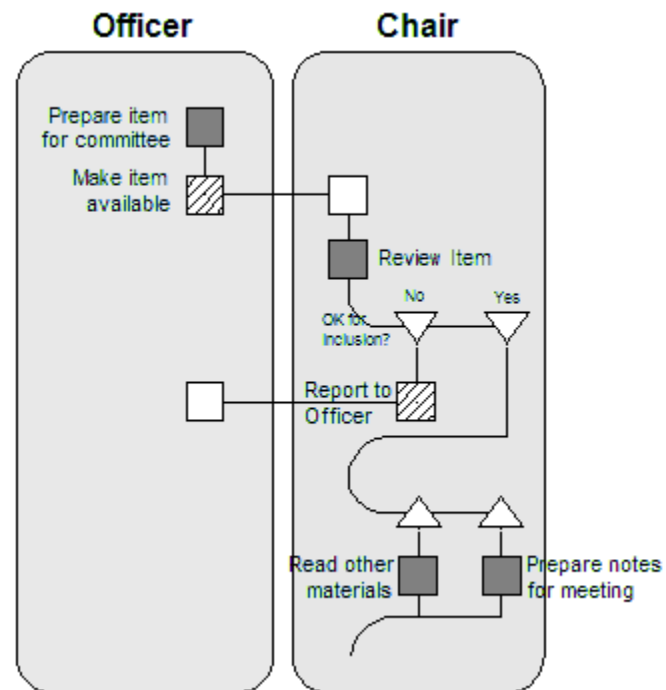 Officer
Chair
Prepare item
for committee
Make item
available
Review Item
No
Yes
OK for
Inclusion?
Report to
Officer
Read other
materials
Prepare notes
for meeting